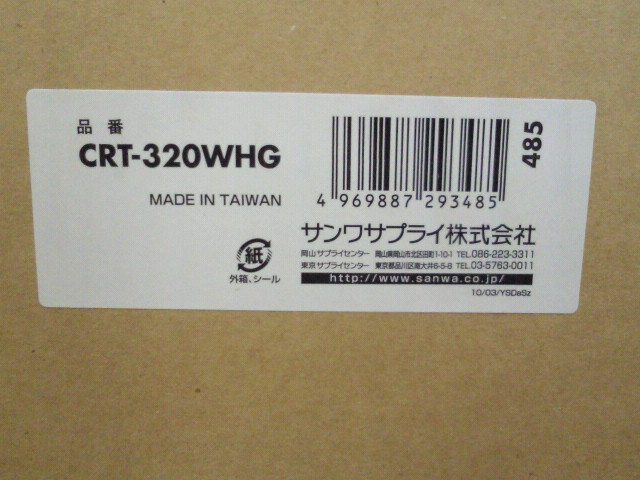 品番
CRT-320WHG
MADE IN TAIWAN
紙
外箱、シール
4 969887 293485
485
サンワサプライ株式会社
岡山サプライセンター 岡山県岡山市北区田町1-10-1 TEL.086-223-3311
東京サプライセンター 東京都品川区南大井6-5-8 TEL.03-5763-0011
http://www.sanwa.co.jp/
10/03/YSDaSz